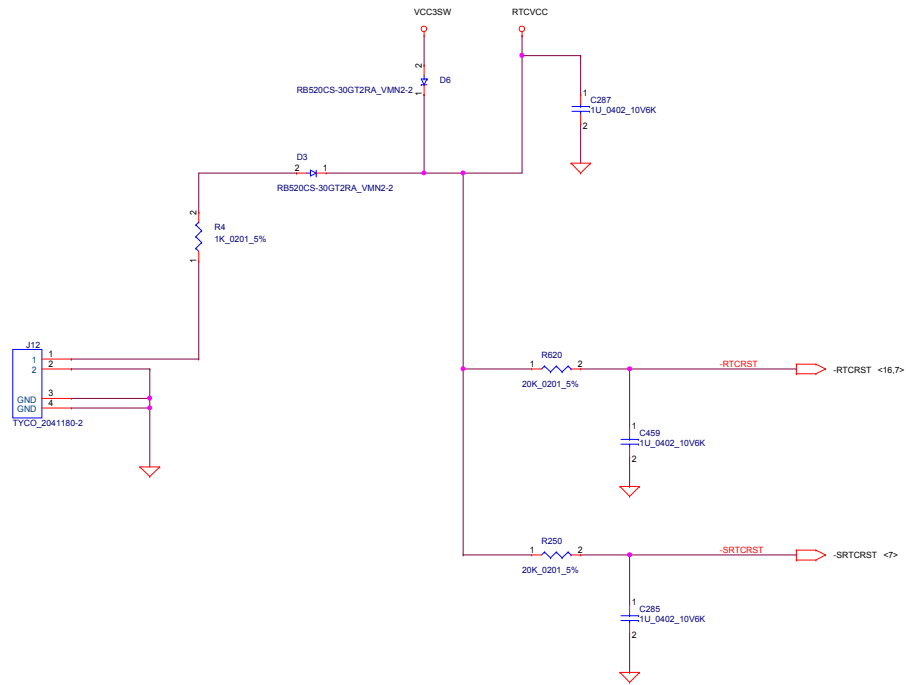 VCC3SW
RTCVCC
2
D6
RB520CS-30GT2RA_VMN2-2
1
1
C287
1U_0402_10V6K
2
D3
2
1
RB520CS-30GT2RA_VMN2-2
2
R4
1K_0201_5%
1
J12
1
1
2
2
GND
3
GND
4
TYCO_2041180-2
R620
1
2
20K_0201_5%
-RTCRST
-RTCRST <16,7>
1
C459
1U_0402_10V6K
2
R250
1
2
20K_0201_5%
-SRTCRST
-SRTCRST <7>
1
C285
1U_0402_10V6K
2